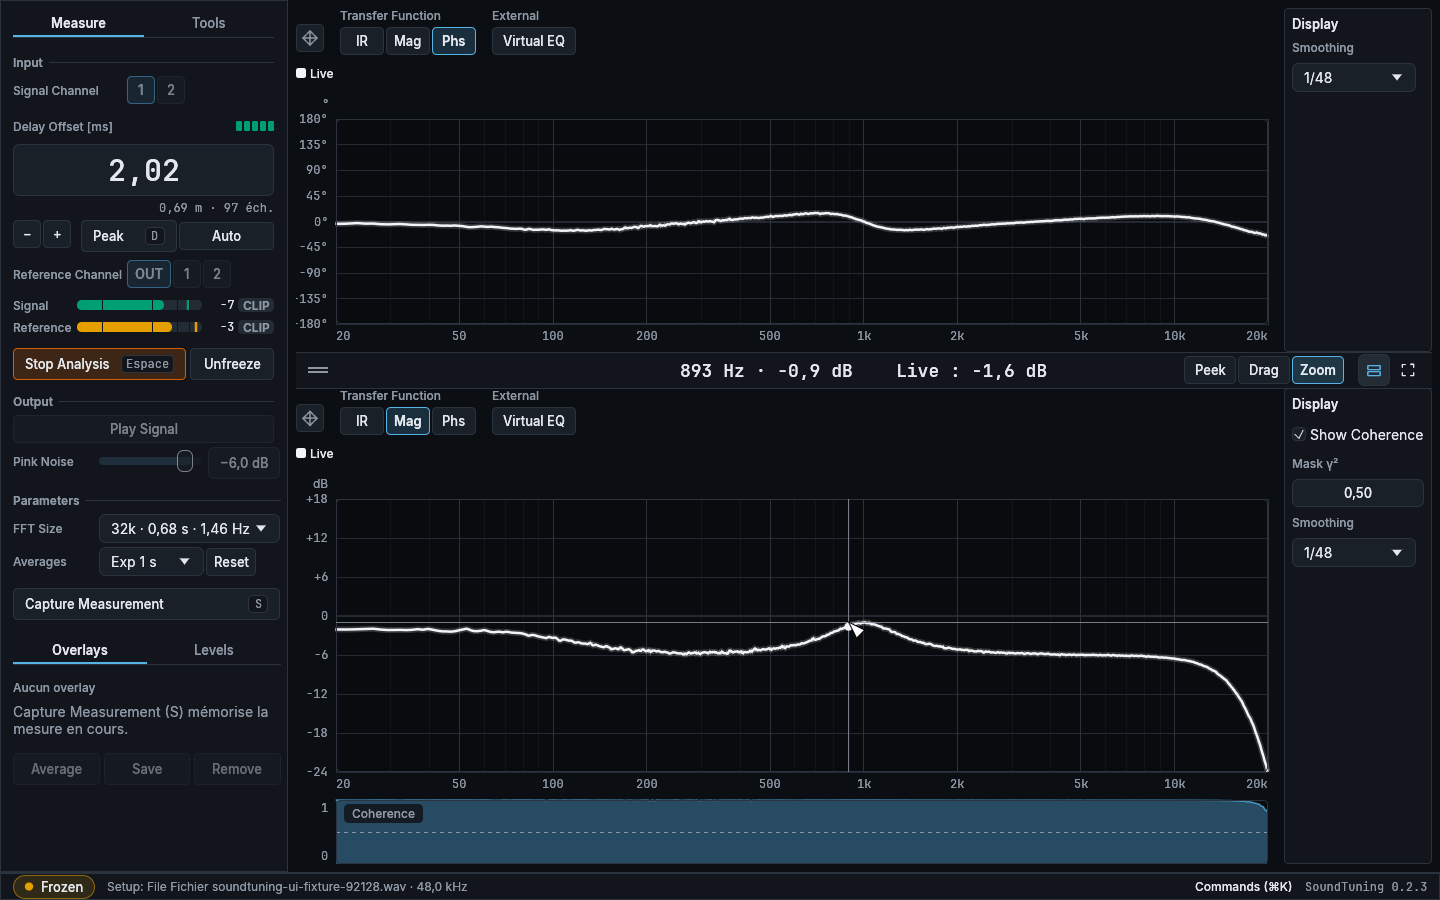 Measure Tools
Input
Signal Channel 1 2
Delay Offset [ms]
2,02
0,69 m · 97 éch.
− + Peak D Auto
Reference Channel OUT 1 2
Signal -7 CLIP
Reference -3 CLIP
Stop Analysis Espace Unfreeze
Output
Play Signal
Pink Noise −6,0 dB
Parameters
FFT Size 32k · 0,68 s · 1,46 Hz
Averages Exp 1 s Reset
Capture Measurement S
Overlays Levels
Aucun overlay
Capture Measurement (S) mémorise la
mesure en cours.
Average Save Remove
Transfer Function External
IR Mag Phs Virtual EQ
Live
°
180°
135°
90°
45°
0°
-45°
-90°
-135°
-180°
20 50 100 200 500 1k 2k 5k 10k 20k
Display
Smoothing
1/48
893 Hz · -0,9 dB Live : -1,6 dB
Peek Drag Zoom
Transfer Function External
IR Mag Phs Virtual EQ
Live
dB
+18
+12
+6
0
-6
-12
-18
-24
20 50 100 200 500 1k 2k 5k 10k 20k
1
Coherence
0
Display
Show Coherence
Mask γ²
0,50
Smoothing
1/48
Frozen Setup: File Fichier soundtuning-ui-fixture-92128.wav · 48,0 kHz Commands (⌘K) SoundTuning 0.2.3